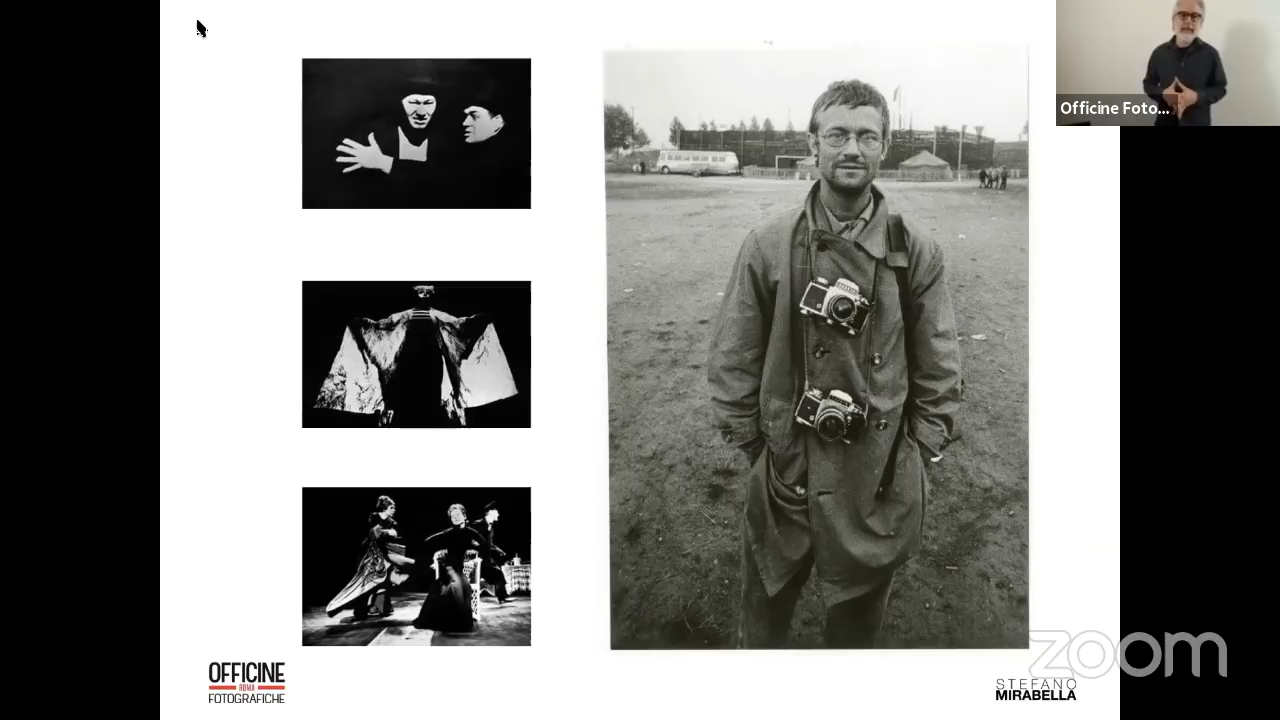 Officine Foto...
OFFICINE
ROMA
FOTOGRAFICHE
STEFANO
MIRABELLA
zoom